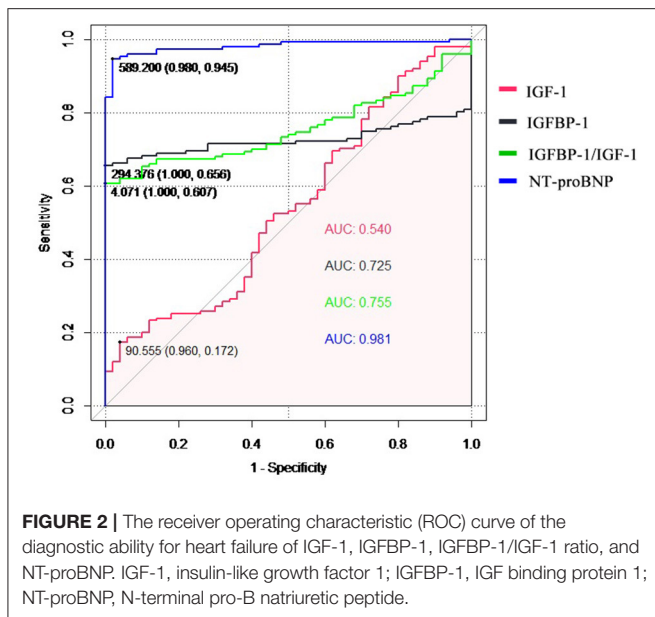 1.0
0.8
0.6
0.4
0.2
0.0
Sensitivity
589.200 (0.980, 0.945)
294.376 (1.000, 0.656)
4.071 (1.000, 0.607)
90.555 (0.960, 0.172)
AUC: 0.540
AUC: 0.725
AUC: 0.755
AUC: 0.981
IGF-1
IGFBP-1
IGFBP-1/IGF-1
NT-proBNP
0.0 0.2 0.4 0.6 0.8 1.0
1 - Specificity
FIGURE 2 | The receiver operating characteristic (ROC) curve of the
diagnostic ability for heart failure of IGF-1, IGFBP-1, IGFBP-1/IGF-1 ratio, and
NT-proBNP. IGF-1, insulin-like growth factor 1; IGFBP-1, IGF binding protein 1;
NT-proBNP, N-terminal pro-B natriuretic peptide.